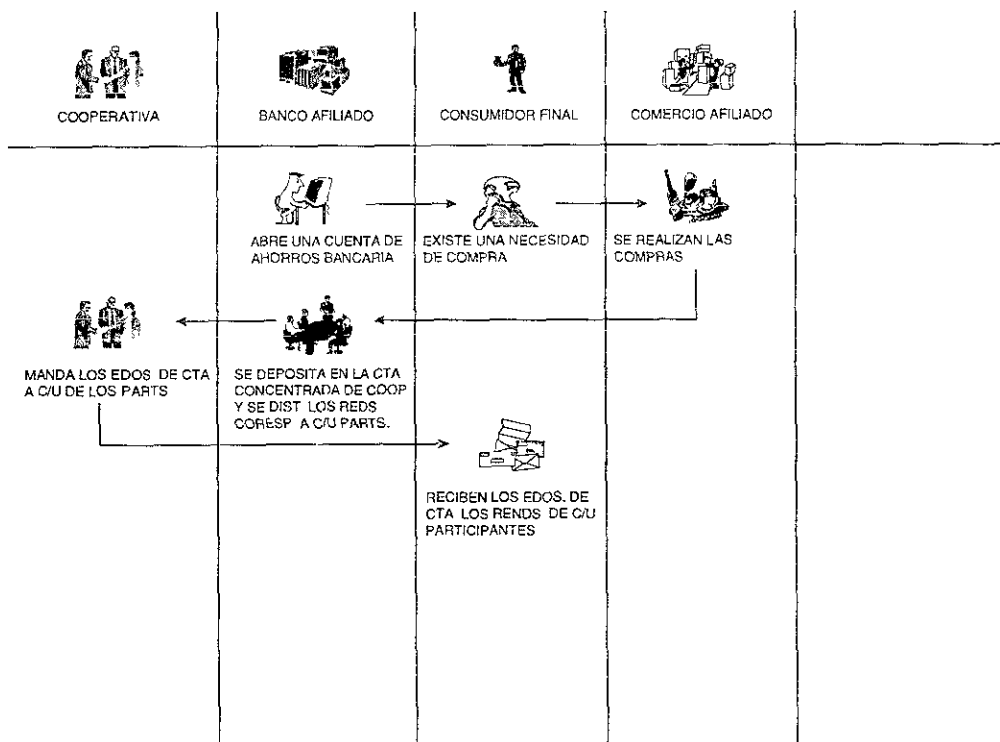 COOPERATIVA
BANCO AFILIADO
CONSUMIDOR FINAL
COMERCIO AFILIADO
ABRE UNA CUENTA DE
AHORROS BANCARIA
EXISTE UNA NECESIDAD
DE COMPRA
SE REALIZAN LAS
COMPRAS
MANDA LOS EDOS DE CTA
A C/U DE LOS PARTS
SE DEPOSITA EN LA CTA
CONCENTRADA DE COOP
Y SE DIST LOS REDS
CORESP A C/U PARTS.
RECIBEN LOS EDOS. DE
CTA LOS RENDS DE C/U
PARTICIPANTES